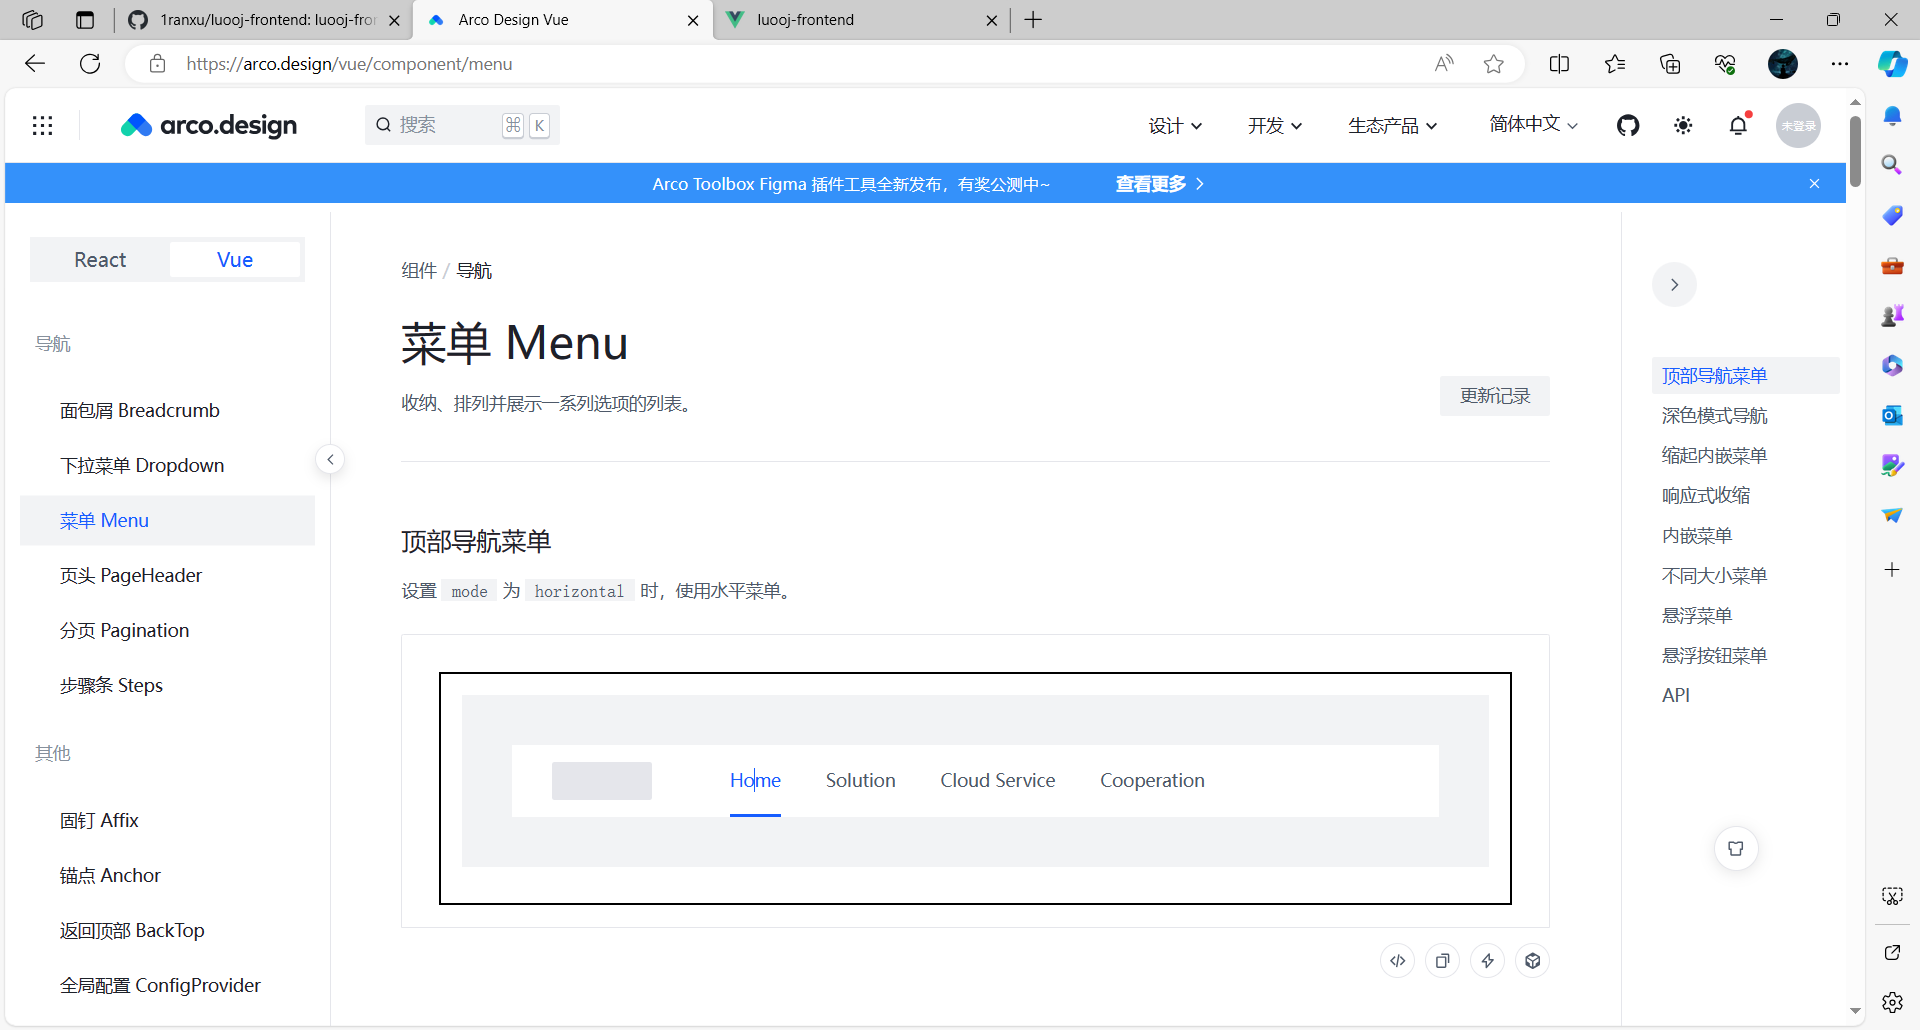 1ranxu/luooj-frontend: luooj-fron
Arco Design Vue
luooj-frontend
https://arco.design/vue/component/menu
arco.design
搜索
⌘ K
设计
开发
生态产品
简体中文
未登录
Arco Toolbox Figma 插件工具全新发布，有奖公测中~
查看更多
React
Vue
导航
面包屑 Breadcrumb
下拉菜单 Dropdown
菜单 Menu
页头 PageHeader
分页 Pagination
步骤条 Steps
其他
固钉 Affix
锚点 Anchor
返回顶部 BackTop
全局配置 ConfigProvider
组件 / 导航
菜单 Menu
收纳、排列并展示一系列选项的列表。
更新记录
顶部导航菜单
设置 mode 为 horizontal 时，使用水平菜单。
Home
Solution
Cloud Service
Cooperation
顶部导航菜单
深色模式导航
缩起内嵌菜单
响应式收缩
内嵌菜单
不同大小菜单
悬浮菜单
悬浮按钮菜单
API